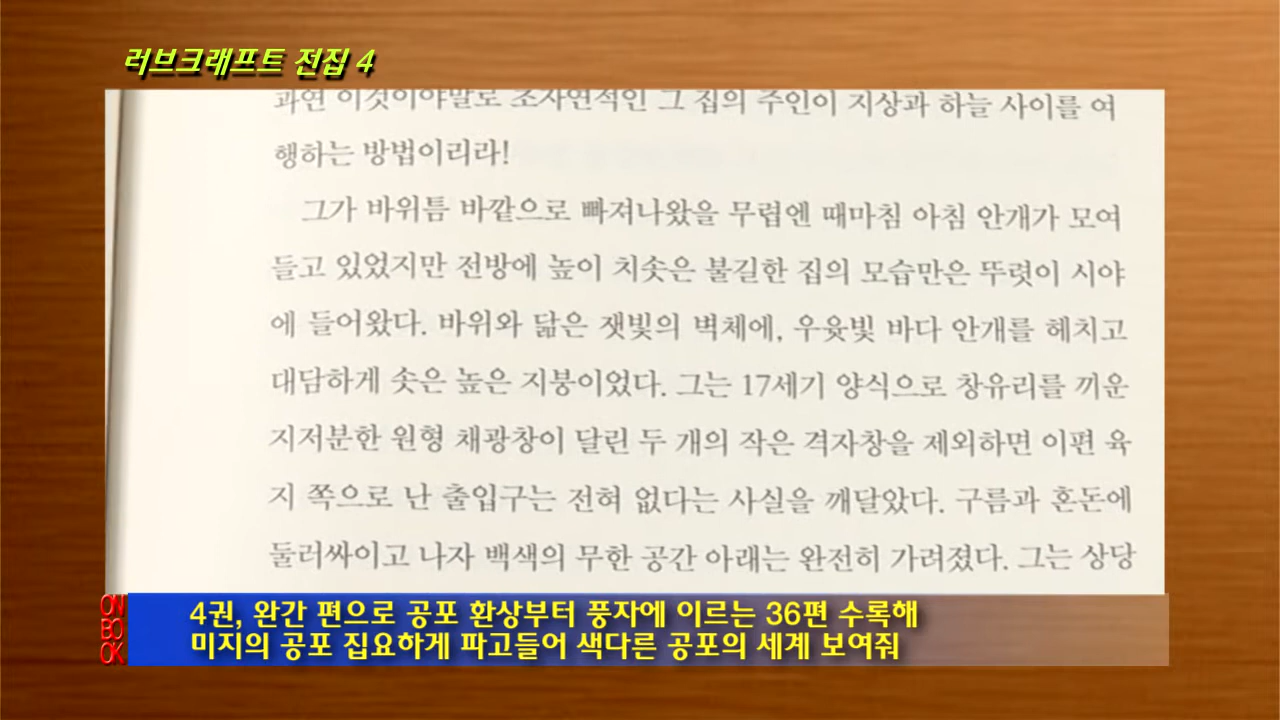 러브크래프트 전집 4
과연 이것이야말로 초자연적인 그 집의 주인이 지상과 하늘 사이를 여
행하는 방법이리라!
그가 바위틈 바깥으로 빠져나왔을 무렵엔 때마침 아침 안개가 모여
들고 있었지만 전방에 높이 치솟은 불길한 집의 모습만은 뚜렷이 시야
에 들어왔다. 바위와 닮은 잿빛의 벽체에, 우윳빛 바다 안개를 헤치고
대담하게 솟은 높은 지붕이었다. 그는 17세기 양식으로 창유리를 끼운
지저분한 원형 채광창이 달린 두 개의 작은 격자창을 제외하면 이편 육
지 쪽으로 난 출입구는 전혀 없다는 사실을 깨달았다. 구름과 혼돈에
둘러싸이고 나자 백색의 무한 공간 아래는 완전히 가려졌다. 그는 상당
ON
BO
OK
4권, 완간 편으로 공포 환상부터 풍자에 이르는 36편 수록해
미지의 공포 집요하게 파고들어 색다른 공포의 세계 보여줘